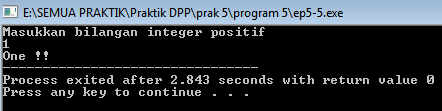 E:\SEMUA PRAKTIK\Praktik DPP\prak 5\program 5\ep5-5.exe
Masukkan bilangan integer positif
1
One !!
--------------------------------
Process exited after 2.843 seconds with return value 0
Press any key to continue . . .